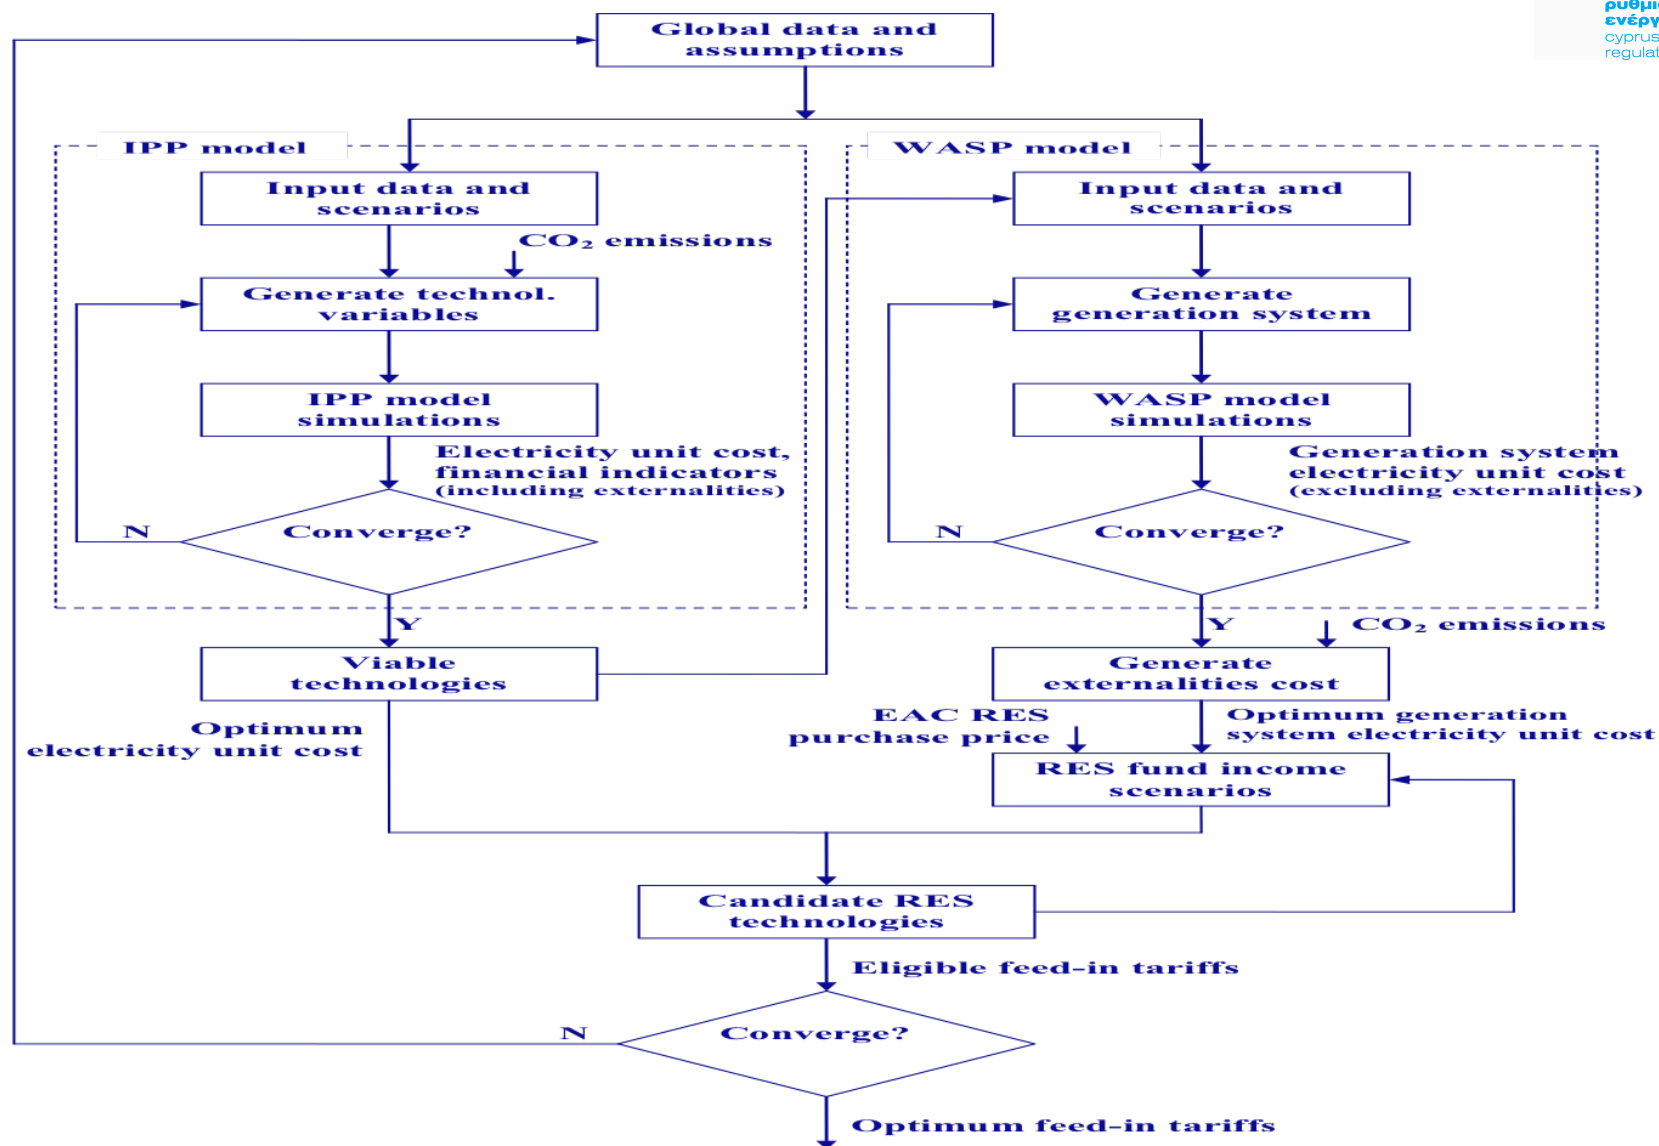 ρυθμισ
ενέργ
cyprus
regulat
Global data and
assumptions
IPP model
WASP model
Input data and
scenarios
Input data and
scenarios
CO₂ emissions
Generate technol.
variables
Generate
generation system
IPP model
simulations
WASP model
simulations
Electricity unit cost,
financial indicators
(including externalities)
Generation system
electricity unit cost
(excluding externalities)
N
Converge?
N
Converge?
Y
Y
CO₂ emissions
Viable
technologies
Generate
externalities cost
Optimum
electricity unit cost
EAC RES
purchase price
Optimum generation
system electricity unit cost
RES fund income
scenarios
Candidate RES
technologies
Eligible feed-in tariffs
N
Converge?
Optimum feed-in tariffs